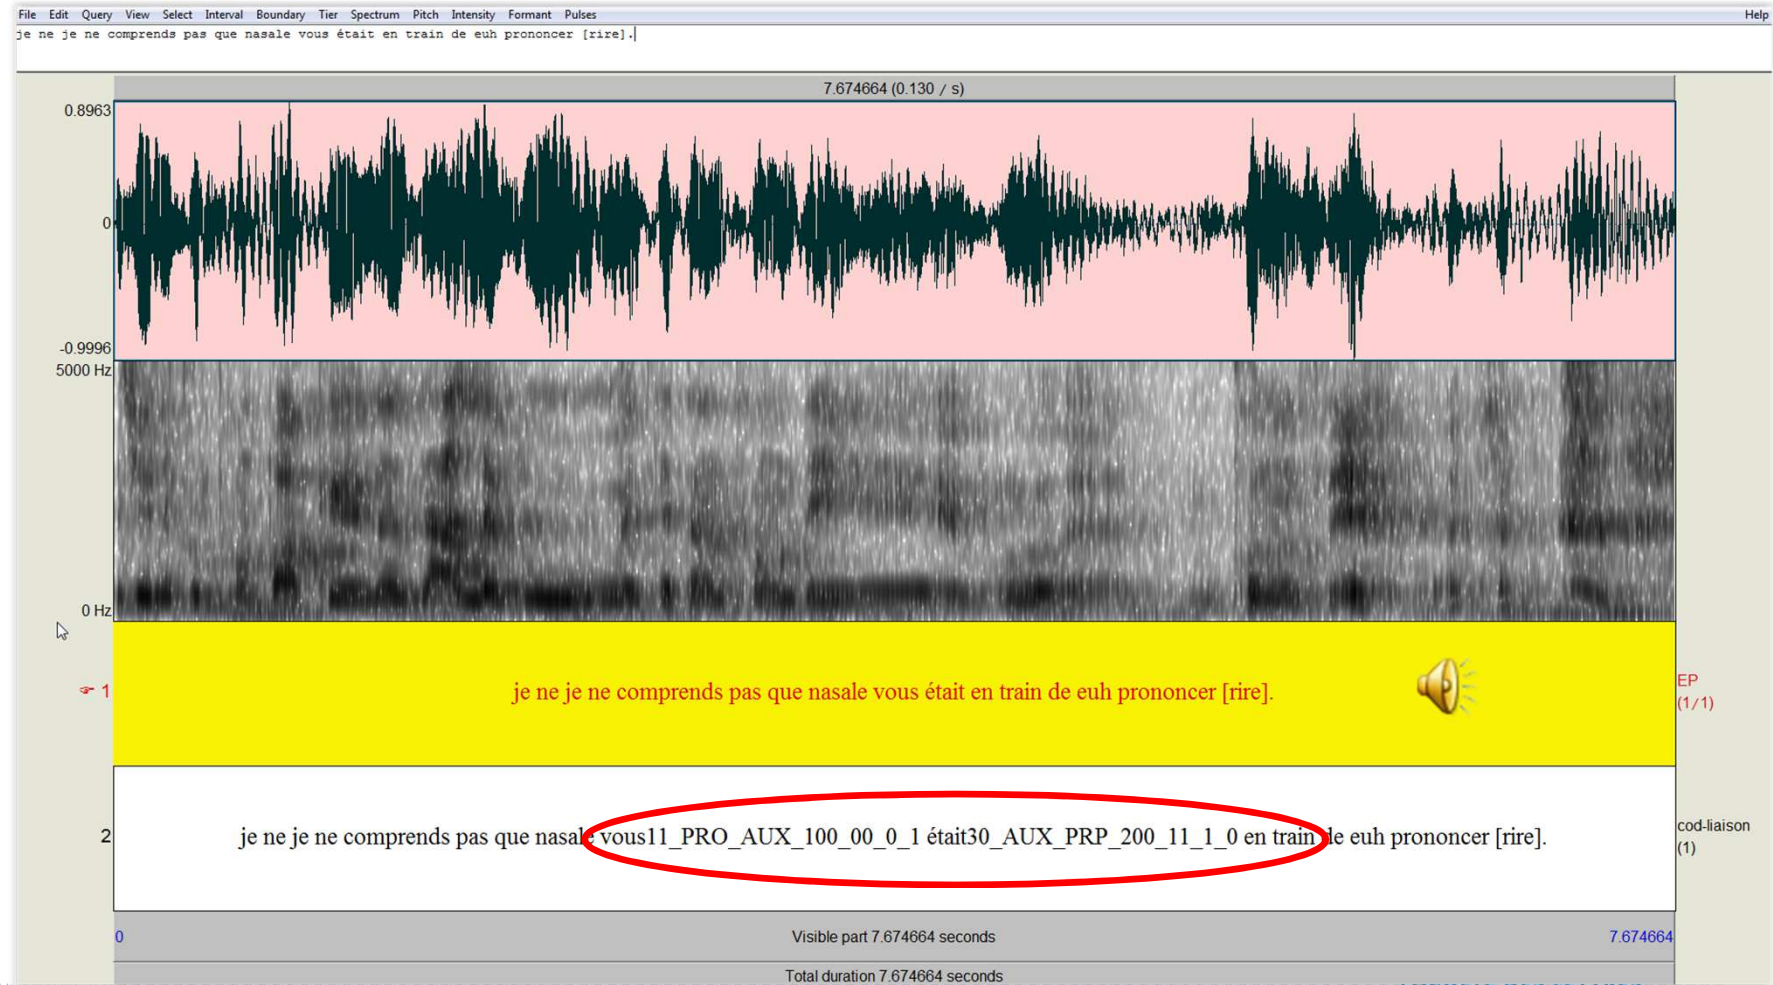 File Edit Query View Select Interval Boundary Tier Spectrum Pitch Intensity Formant Pulses Help
je ne je ne comprends pas que nasale vous était en train de euh prononcer [rire].
7.674664 (0.130 / s)
0.8963
0
-0.9996
5000 Hz
0 Hz
☞ 1
je ne je ne comprends pas que nasale vous était en train de euh prononcer [rire].
EP
(1/1)
2
je ne je ne comprends pas que nasale vous11_PRO_AUX_100_00_0_1 était30_AUX_PRP_200_11_1_0 en train de euh prononcer [rire].
cod-liaison
(1)
0 Visible part 7.674664 seconds 7.674664
Total duration 7.674664 seconds